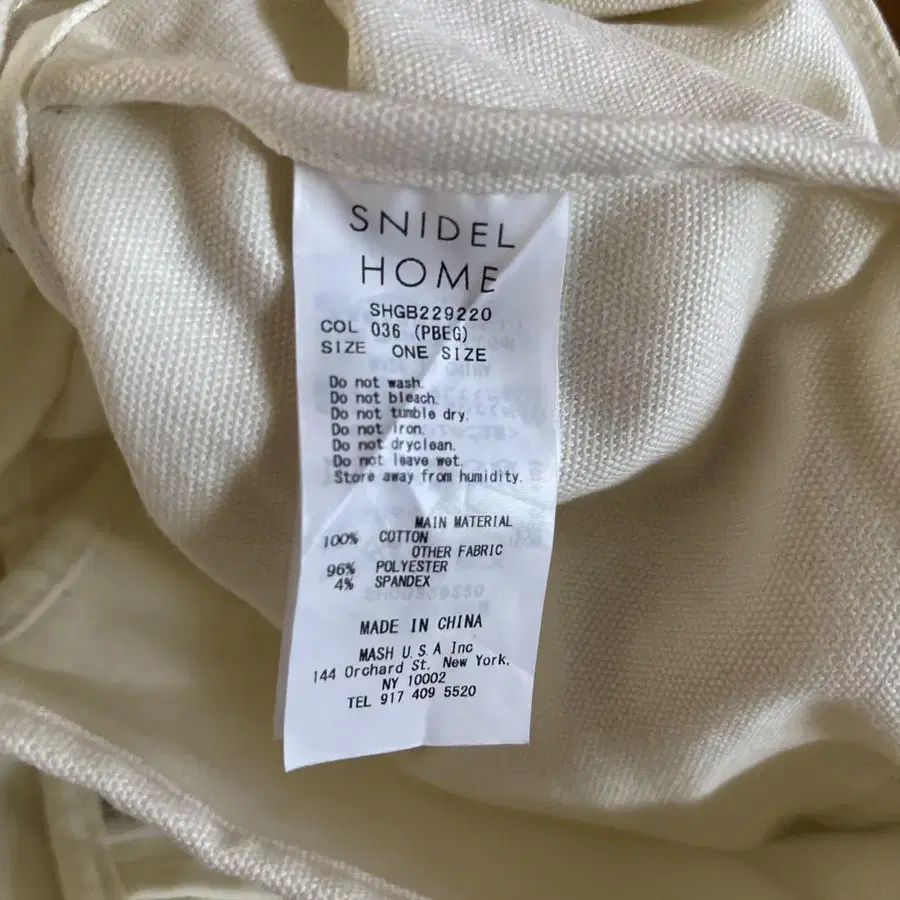 SNIDEL
HOME
SHGB229220
COL 036 (PBEG)
SIZE ONE SIZE
Do not wash.
Do not bleach.
Do not tumble dry.
Do not iron.
Do not dryclean.
Do not leave wet.
Store away from humidity.
MAIN MATERIAL
100% COTTON
OTHER FABRIC
96% POLYESTER
4% SPANDEX
MADE IN CHINA
MASH U.S.A Inc
144 Orchard St. New York,
NY 10002
TEL 917 409 5520